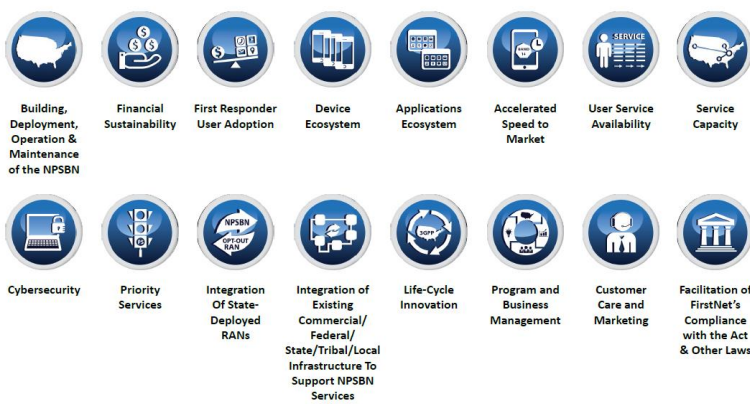 SERVICE
Building,
Deployment,
Operation &
Maintenance
of the NPSBN
Financial
Sustainability
First Responder
User Adoption
Device
Ecosystem
Applications
Ecosystem
Accelerated
Speed to
Market
User Service
Availability
Service
Capacity
NPSBN
OPT-OUT
RAN
3GPP
Cybersecurity
Priority
Services
Integration
Of State-
Deployed
RANs
Integration of
Existing
Commercial/
Federal/
State/Tribal/Local
Infrastructure To
Support NPSBN
Services
Life-Cycle
Innovation
Program and
Business
Management
Customer
Care and
Marketing
Facilitation of
FirstNet's
Compliance
with the Act
& Other Laws